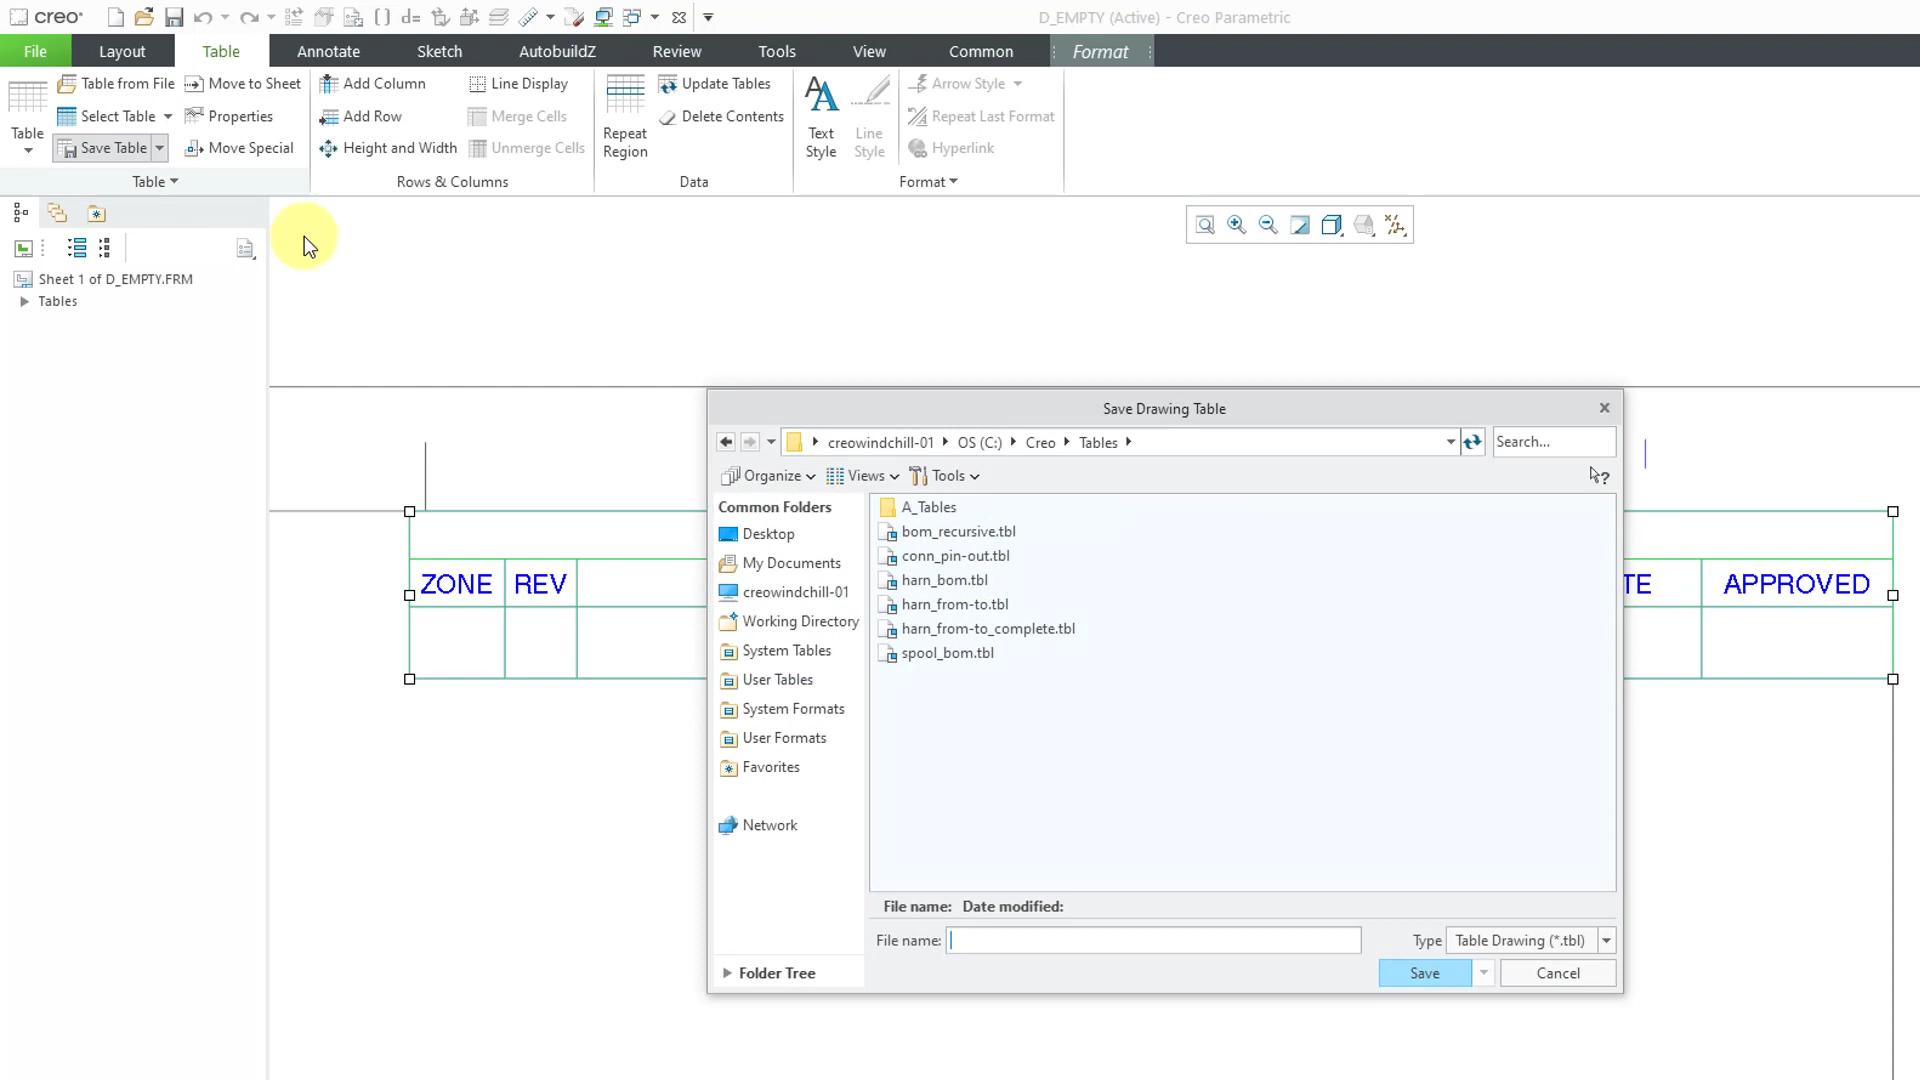 creo
D_EMPTY (Active) - Creo Parametric
File
Layout
Table
Annotate
Sketch
AutobuildZ
Review
Tools
View
Common
Format
Table
Table from File
Select Table
Save Table
Move to Sheet
Properties
Move Special
Table
Add Column
Add Row
Height and Width
Line Display
Merge Cells
Unmerge Cells
Rows & Columns
Repeat
Region
Update Tables
Delete Contents
Data
Text
Style
Line
Style
Arrow Style
Repeat Last Format
Hyperlink
Format
Sheet 1 of D_EMPTY.FRM
Tables
ZONE
REV
TE
APPROVED
Save Drawing Table
creowindchill-01
OS (C:)
Creo
Tables
Search...
Organize
Views
Tools
Common Folders
Desktop
My Documents
creowindchill-01
Working Directory
System Tables
User Tables
System Formats
User Formats
Favorites
Network
Folder Tree
A_Tables
bom_recursive.tbl
conn_pin-out.tbl
harn_bom.tbl
harn_from-to.tbl
harn_from-to_complete.tbl
spool_bom.tbl
File name: Date modified:
File name:
Type
Table Drawing (*.tbl)
Save
Cancel